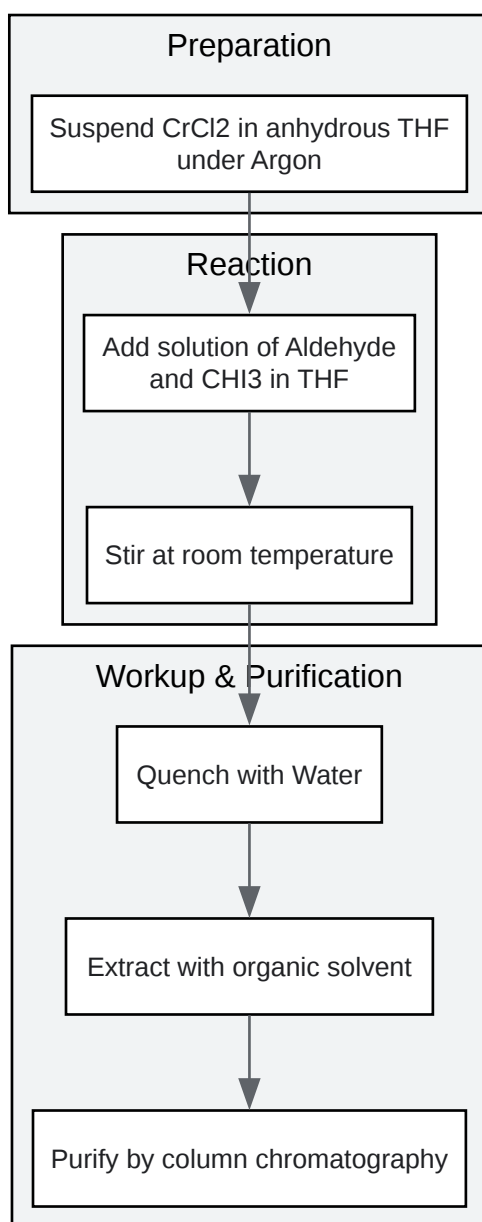 Preparation
Suspend CrCl2 in anhydrous THF
under Argon
Reaction
Add solution of Aldehyde
and CHI3 in THF
Stir at room temperature
Workup & Purification
Quench with Water
Extract with organic solvent
Purify by column chromatography